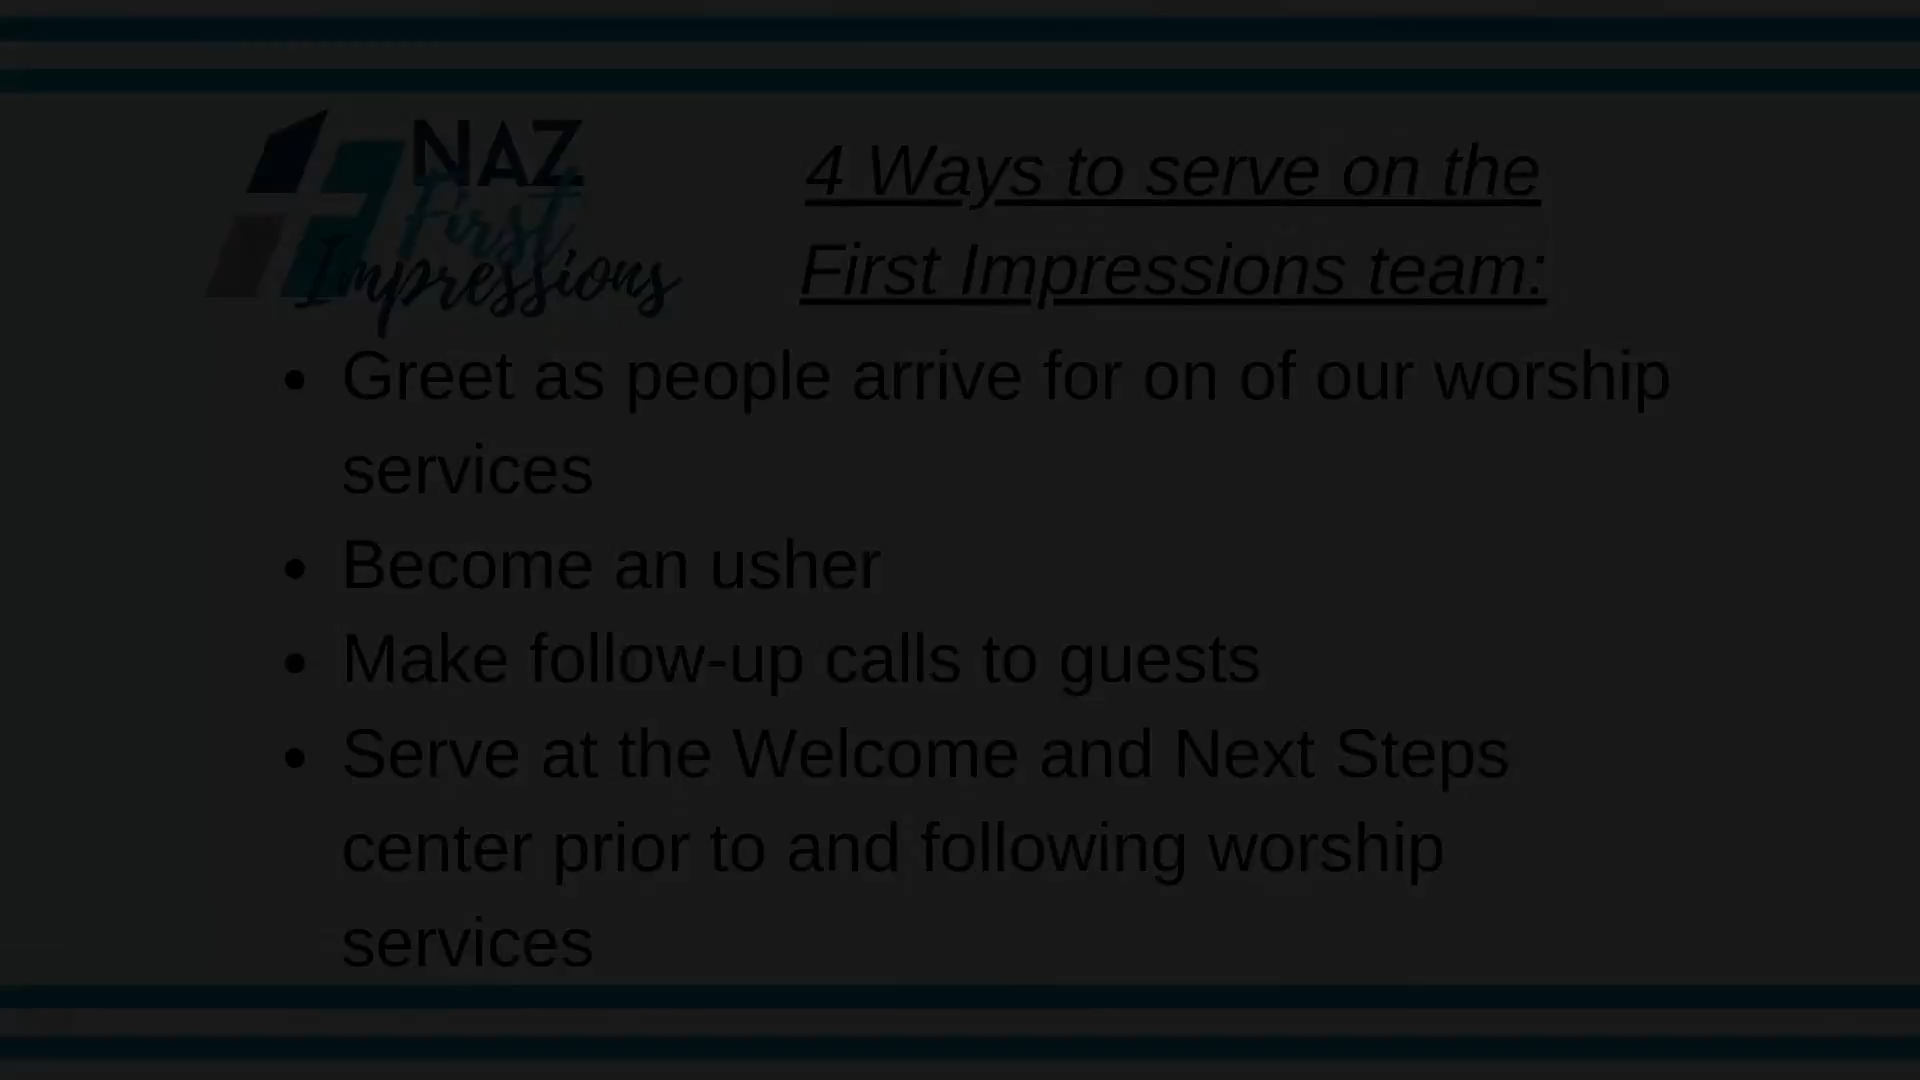 NAZ
First
Impressions
4 Ways to serve on the
First Impressions team:
• Greet as people arrive for on of our worship
services
• Become an usher
• Make follow-up calls to guests
• Serve at the Welcome and Next Steps
center prior to and following worship
services